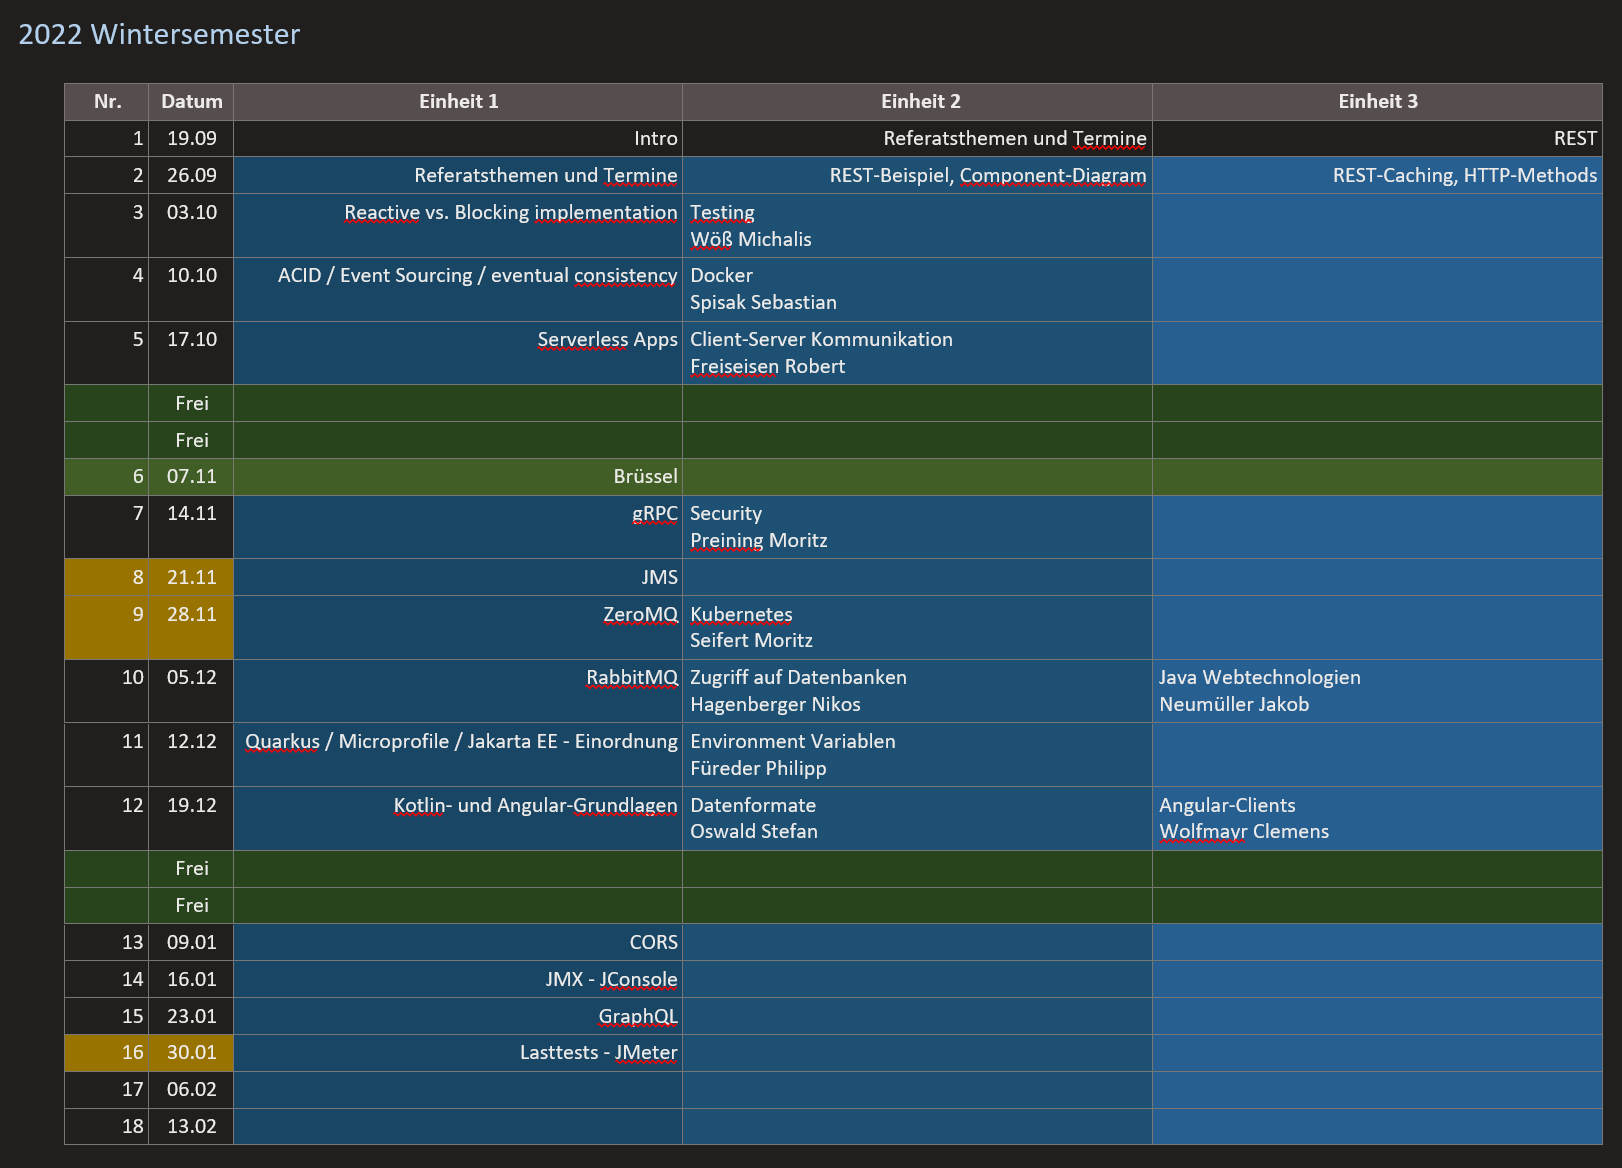 2022 Wintersemester
Nr. Datum Einheit 1 Einheit 2 Einheit 3
1 19.09 Intro Referatsthemen und Termine REST
2 26.09 Referatsthemen und Termine REST-Beispiel, Component-Diagram REST-Caching, HTTP-Methods
3 03.10 Reactive vs. Blocking implementation Testing
Wöß Michalis
4 10.10 ACID / Event Sourcing / eventual consistency Docker
Spisak Sebastian
5 17.10 Serverless Apps Client-Server Kommunikation
Freiseisen Robert
Frei
Frei
6 07.11 Brüssel
7 14.11 gRPC Security
Preining Moritz
8 21.11 JMS
9 28.11 ZeroMQ Kubernetes
Seifert Moritz
10 05.12 RabbitMQ Zugriff auf Datenbanken Java Webtechnologien
Hagenberger Nikos Neumüller Jakob
11 12.12 Quarkus / Microprofile / Jakarta EE - Einordnung Environment Variablen
Füreder Philipp
12 19.12 Kotlin- und Angular-Grundlagen Datenformate Angular-Clients
Oswald Stefan Wolfmayr Clemens
Frei
Frei
13 09.01 CORS
14 16.01 JMX - JConsole
15 23.01 GraphQL
16 30.01 Lasttests - JMeter
17 06.02
18 13.02